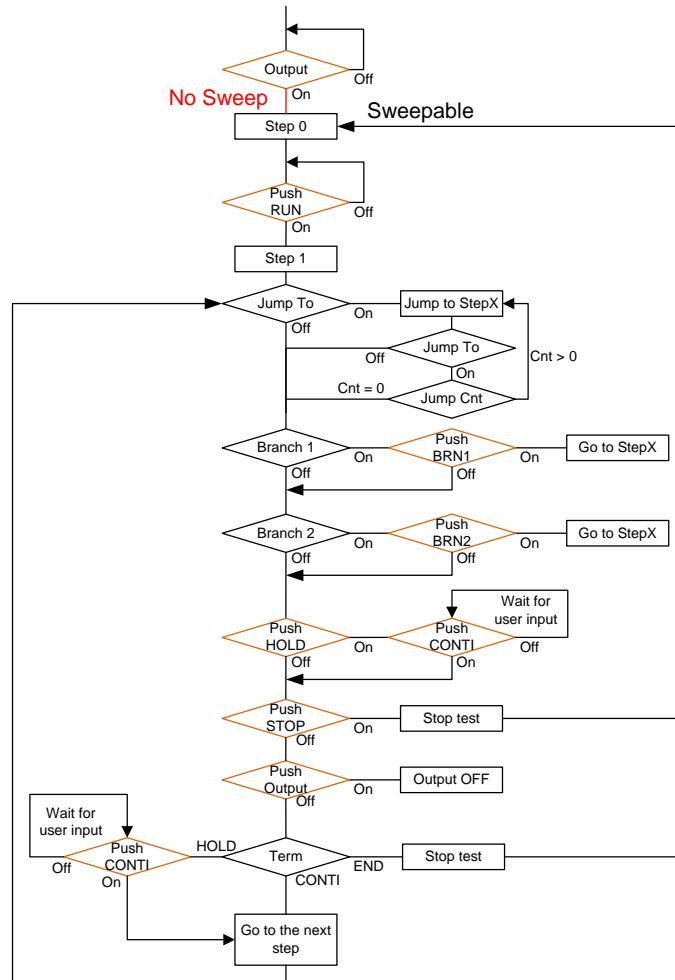 Output
Off
On
No Sweep
Sweepable
Step 0
Push
RUN
Off
On
Step 1
Jump To
On
Jump to StepX
Off
Off
Jump To
Cnt > 0
On
Cnt = 0
Jump Cnt
Branch 1
On
Push
BRN1
On
Go to StepX
Off
Off
Branch 2
On
Push
BRN2
On
Go to StepX
Off
Off
Wait for
user input
Push
HOLD
On
Push
CONTI
Off
Off
On
Push
STOP
On
Stop test
Off
Push
Output
On
Output OFF
Off
Wait for
user input
Push
CONTI
HOLD
Off
On
Term
END
Stop test
CONTI
Go to the next
step